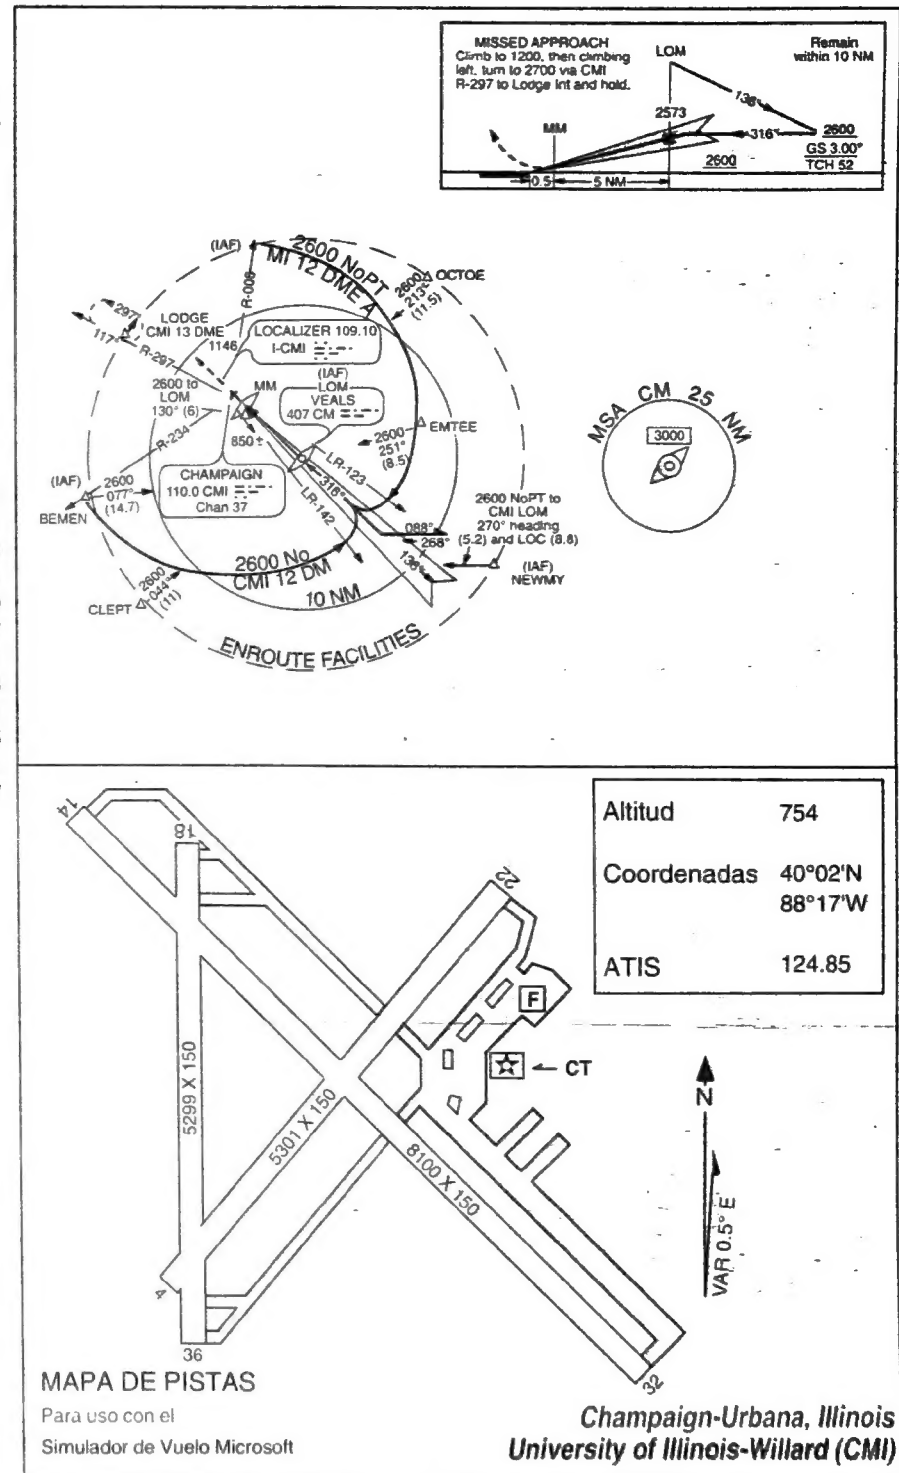 MISSED APPROACH
Climb to 1200, then climbing
left, turn to 2700 via CMI
R-297 to Lodge Int and hold.
LOM
Remain
within 10 NM
138°
2573
MM
316°
2600
GS 3.00°
TCH 52
2600
0.5
5 NM
(IAF)
2600 NoPT
MI 12 DME A
R-008
2600
213°
(11.5)
OCTOE
297°
117°
LODGE
CMI 13 DME
1146
R-297
LOCALIZER 109.10
I-CMI
(IAF)
LOM
VEALS
407 CM
2600 to
LOM
130° (6)
MM
R-234
850 ±
EMTEE
2600
251°
(8.5)
CHAMPAIGN
110.0 CMI
Chan 37
LR-123
316°
LR-142
(IAF)
BEMEN
2600
077°
(14.7)
2600 NoPT to
CMI LOM
270° heading
(5.2) and LOC (8.8)
088°
268°
138°
(IAF)
NEWMY
2600 No
CMI 12 DM
10 NM
CLEPT
2600
044°
(11)
ENROUTE FACILITIES
MSA CM 25 NM
3000
Altitud 754
Coordenadas 40°02'N
88°17'W
ATIS 124.85
14
18
22
F
CT
5299 X 150
5301 X 150
8100 X 150
N
VAR 0.5° E
4
36
32
MAPA DE PISTAS
Para uso con el
Simulador de Vuelo Microsoft
Champaign-Urbana, Illinois
University of Illinois-Willard (CMI)